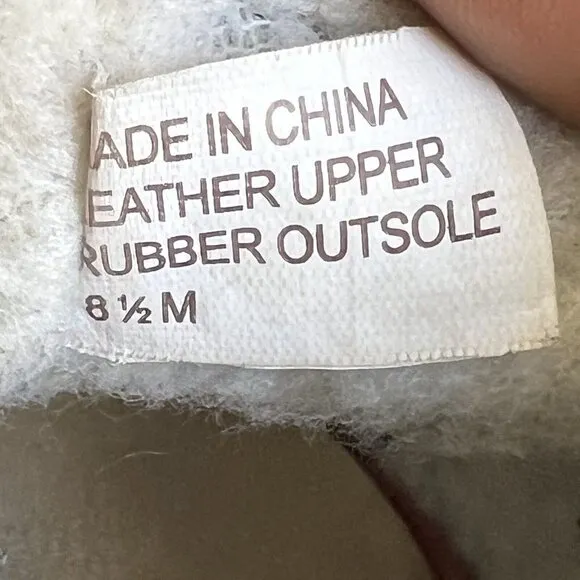 ADE IN CHINA
EATHER UPPER
RUBBER OUTSOLE
8 ½ M